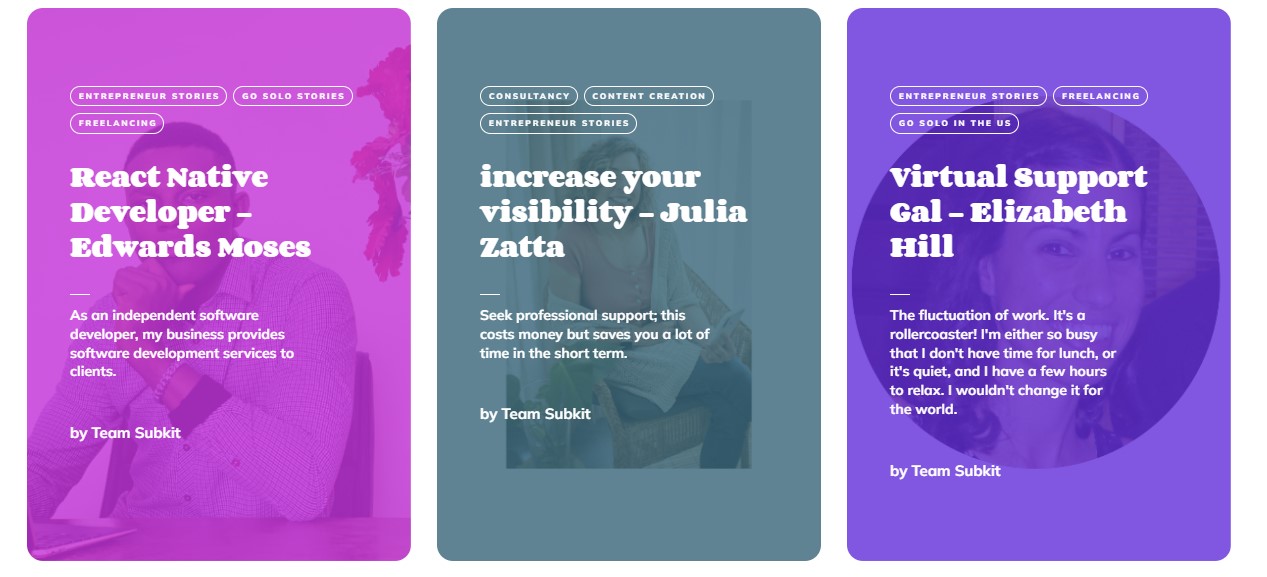 ENTREPRENEUR STORIES GO SOLO STORIES
FREELANCING
React Native
Developer –
Edwards Moses
As an independent software
developer, my business provides
software development services to
clients.
by Team Subkit
CONSULTANCY CONTENT CREATION
ENTREPRENEUR STORIES
increase your
visibility – Julia
Zatta
Seek professional support; this
costs money but saves you a lot of
time in the short term.
by Team Subkit
ENTREPRENEUR STORIES FREELANCING
GO SOLO IN THE US
Virtual Support
Gal – Elizabeth
Hill
The fluctuation of work. It's a
rollercoaster! I'm either so busy
that I don't have time for lunch, or
it's quiet, and I have a few hours
to relax. I wouldn't change it for
the world.
by Team Subkit